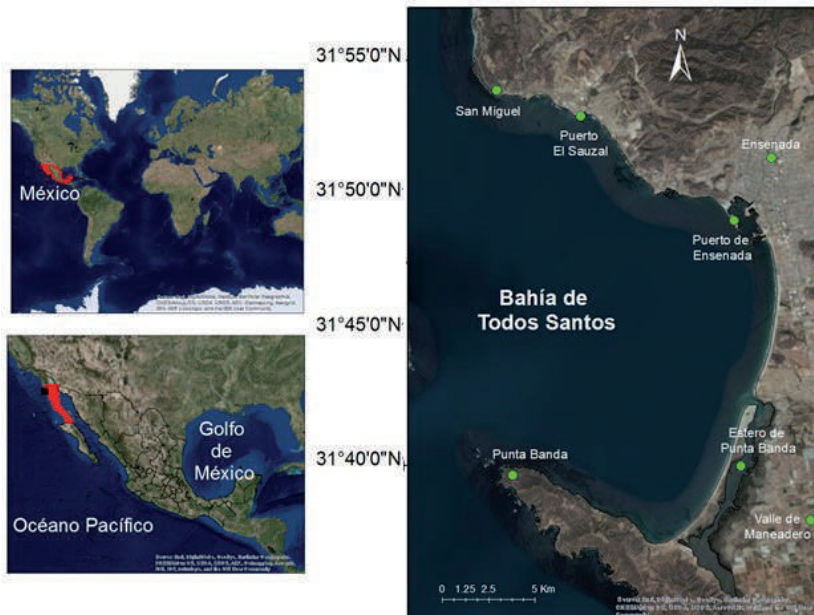 México
Golfo
de
México
Océano Pacífico
31°55'0"N
31°50'0"N
31°45'0"N
31°40'0"N
N
San Miguel
Puerto
El Sauzal
Ensenada
Puerto de
Ensenada
Bahía de
Todos Santos
Estero de
Punta Banda
Punta Banda
Valle de
Maneadero
0 1.25 2.5 5 Km